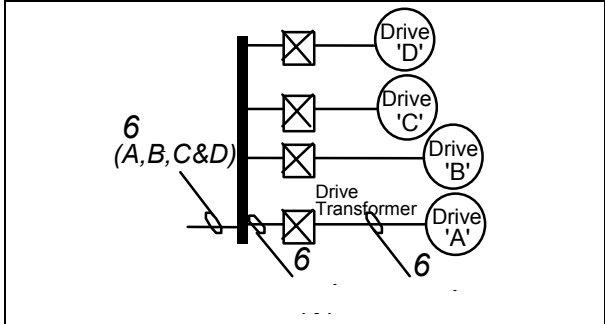 Drive
'D'
Drive
'C'
6
(A,B,C&D)
Drive
'B'
Drive
Transformer
Drive
'A'
6
6